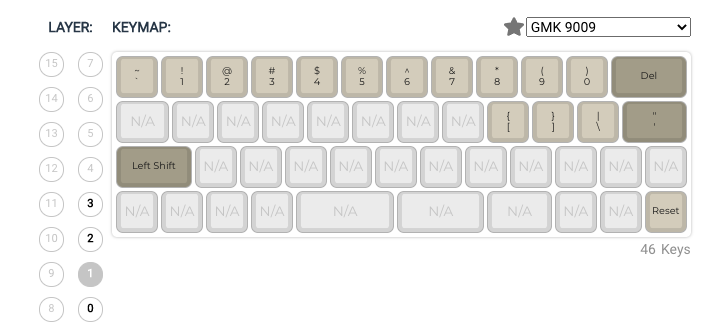 LAYER: KEYMAP: GMK 9009
15 7
~ ! @ # $ % ^ & * ( )
` 1 2 3 4 5 6 7 8 9 0 Del
14 6
{ } | "
N/A N/A N/A N/A N/A N/A N/A N/A [ ] \ '
13 5
Left Shift N/A N/A N/A N/A N/A N/A N/A N/A N/A N/A N/A
12 4
11 3
N/A N/A N/A N/A N/A N/A N/A N/A N/A Reset
10 2
46 Keys
9 1
8 0